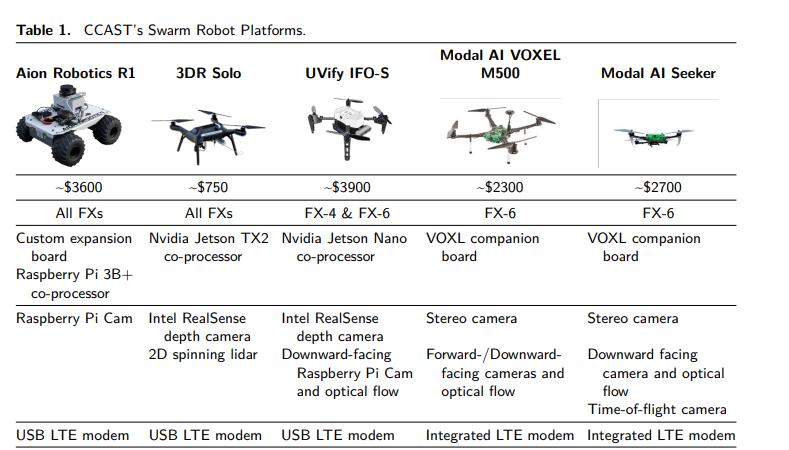 Table 1. CCAST's Swarm Robot Platforms.
Aion Robotics R1
3DR Solo
UVify IFO-S
Modal AI VOXEL
M500
Modal AI Seeker
~$3600
~$750
~$3900
~$2300
~$2700
All FXs
All FXs
FX-4 & FX-6
FX-6
FX-6
Custom expansion
board
Raspberry Pi 3B+
co-processor
Nvidia Jetson TX2
co-processor
Nvidia Jetson Nano
co-processor
VOXL companion
board
VOXL companion
board
Raspberry Pi Cam
Intel RealSense
depth camera
2D spinning lidar
Intel RealSense
depth camera
Downward-facing
Raspberry Pi Cam
and optical flow
Stereo camera
Forward-/Downward-
facing cameras and
optical flow
Stereo camera
Downward facing
camera and optical
flow
Time-of-flight camera
USB LTE modem
USB LTE modem
USB LTE modem
Integrated LTE modem
Integrated LTE modem